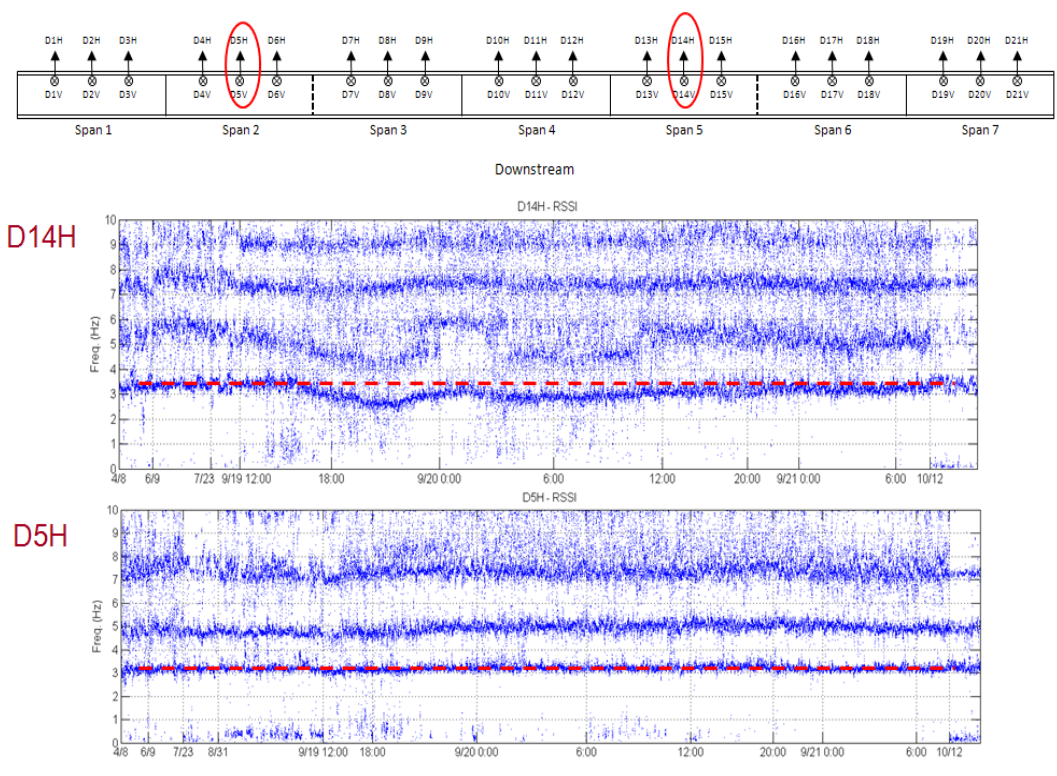 D1H D2H D3H D4H D5H D6H D7H D8H D9H D10H D11H D12H D13H D14H D15H D16H D17H D18H D19H D20H D21H
D1V D2V D3V D4V D5V D6V D7V D8V D9V D10V D11V D12V D13V D14V D15V D16V D17V D18V D19V D20V D21V
Span 1 Span 2 Span 3 Span 4 Span 5 Span 6 Span 7
Downstream
D14H - RSSI
D14H
Freq. (Hz)
10
9
8
7
6
5
4
3
2
1
0
4/8 6/9 7/23 9/19 12:00 18:00 9/20 0:00 6:00 12:00 20:00 9/21 0:00 6:00 10/12
D5H - RSSI
D5H
Freq. (Hz)
10
9
8
7
6
5
4
3
2
1
0
4/8 6/9 7/23 8/31 9/19 12:00 18:00 9/20 0:00 6:00 12:00 20:00 9/21 0:00 6:00 10/12